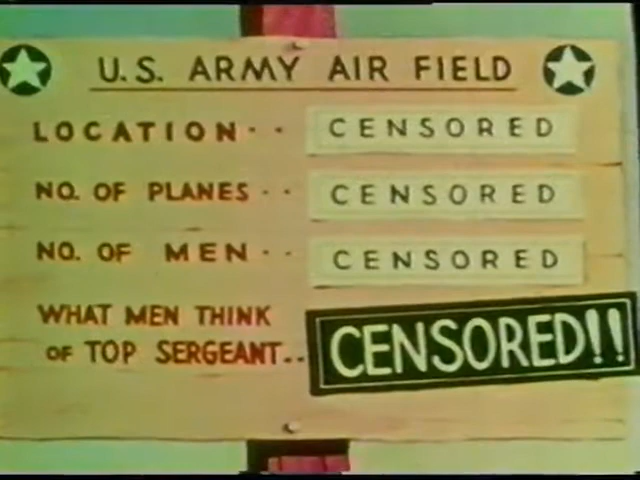 U.S. ARMY AIR FIELD
LOCATION.. CENSORED
NO. OF PLANES.. CENSORED
NO. OF MEN.. CENSORED
WHAT MEN THINK
OF TOP SERGEANT.. CENSORED!!